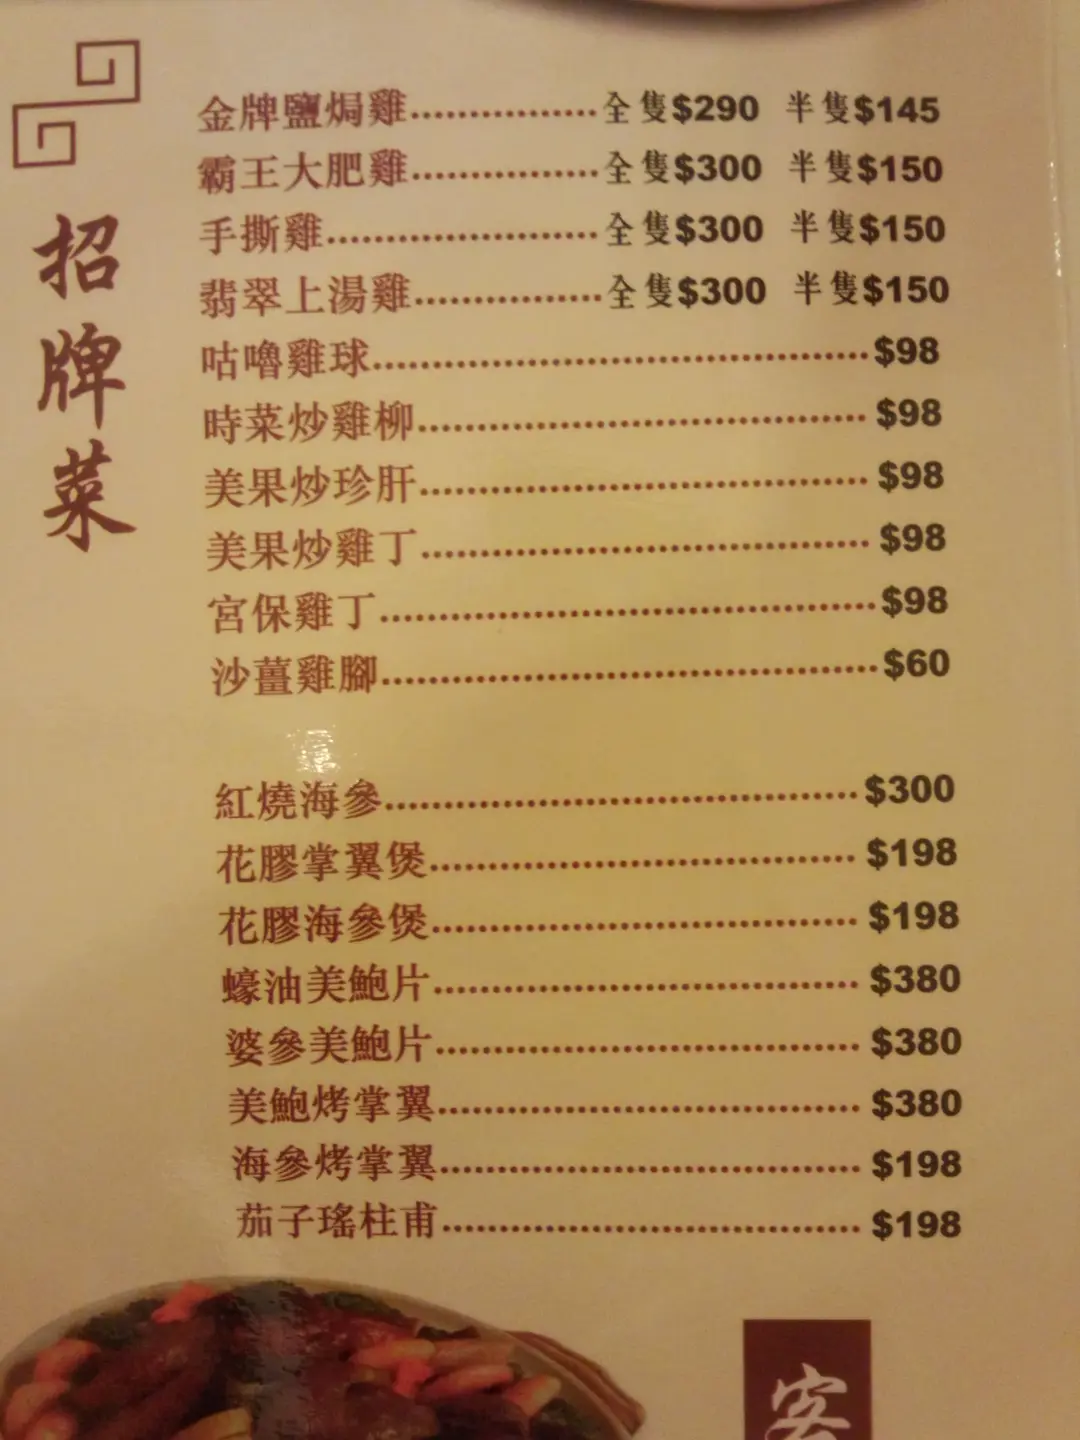 招牌菜
金牌鹽焗雞................全隻$290 半隻$145
霸王大肥雞................全隻$300 半隻$150
手撕雞.......................全隻$300 半隻$150
翡翠上湯雞................全隻$300 半隻$150
咕嚕雞球..........................................$98
時菜炒雞柳......................................$98
美果炒珍肝......................................$98
美果炒雞丁......................................$98
宮保雞丁..........................................$98
沙薑雞腳..........................................$60
紅燒海參........................................$300
花膠掌翼煲....................................$198
花膠海參煲....................................$198
蠔油美鮑片....................................$380
婆參美鮑片....................................$380
美鮑烤掌翼....................................$380
海參烤掌翼....................................$198
茄子瑤柱甫....................................$198
客